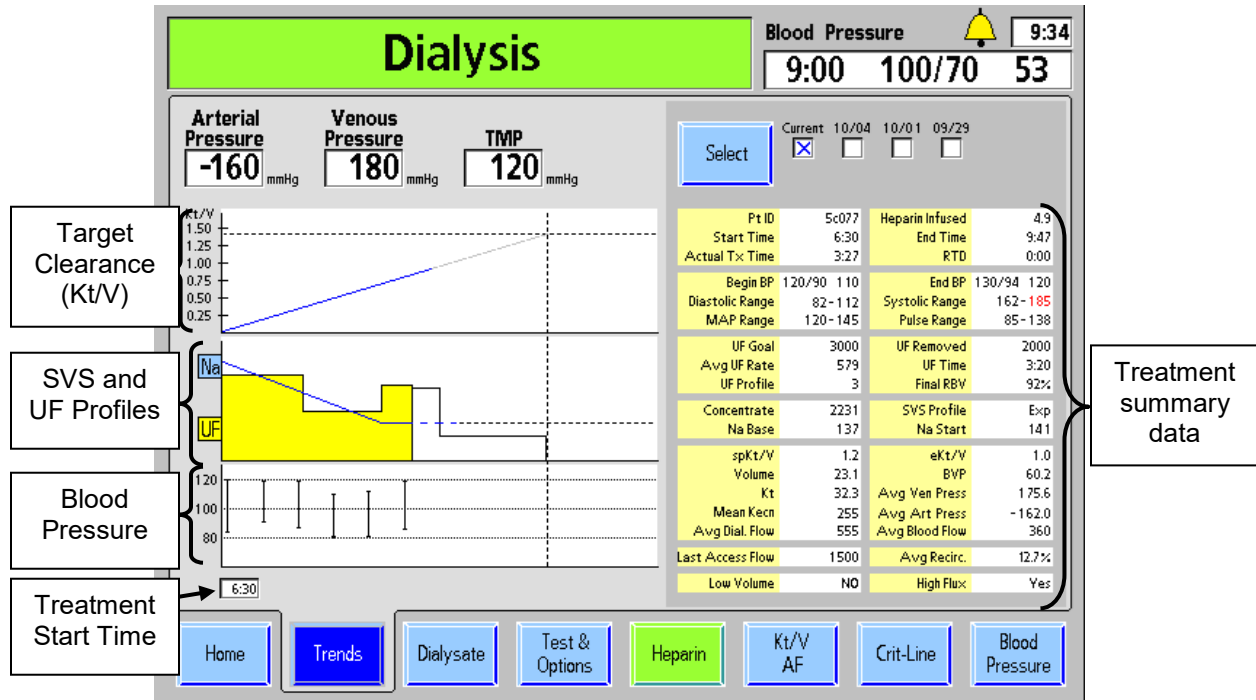 Dialysis
Blood Pressure 9:34
9:00 100/70 53
Arterial Pressure
-160 mmHg
Venous Pressure
180 mmHg
TMP
120 mmHg
Select
Current 10/04 10/01 09/29
Target
Clearance
(Kt/V)
Kt/V
1.50
1.25
1.00
0.75
0.50
0.25
SVS and
UF Profiles
Na
UF
Blood
Pressure
120
100
80
Treatment
Start Time
6:30
Pt ID 5c077 Heparin Infused 4.9
Start Time 6:30 End Time 9:47
Actual Tx Time 3:27 RTD 0:00
Begin BP 120/90 110 End BP 130/94 120
Diastolic Range 82-112 Systolic Range 162-185
MAP Range 120-145 Pulse Range 85-138
UF Goal 3000 UF Removed 2000
Avg UF Rate 579 UF Time 3:20
UF Profile 3 Final RBV 92%
Concentrate 2231 SVS Profile Exp
Na Base 137 Na Start 141
spKt/V 1.2 eKt/V 1.0
Volume 23.1 BVP 60.2
Kt 32.3 Avg Ven Press 175.6
Mean Kecn 255 Avg Art Press -162.0
Avg Dial. Flow 555 Avg Blood Flow 360
Last Access Flow 1500 Avg Recirc. 12.7%
Low Volume NO High Flux Yes
Treatment
summary
data
Home
Trends
Dialysate
Test &
Options
Heparin
Kt/V
AF
Crit-Line
Blood
Pressure